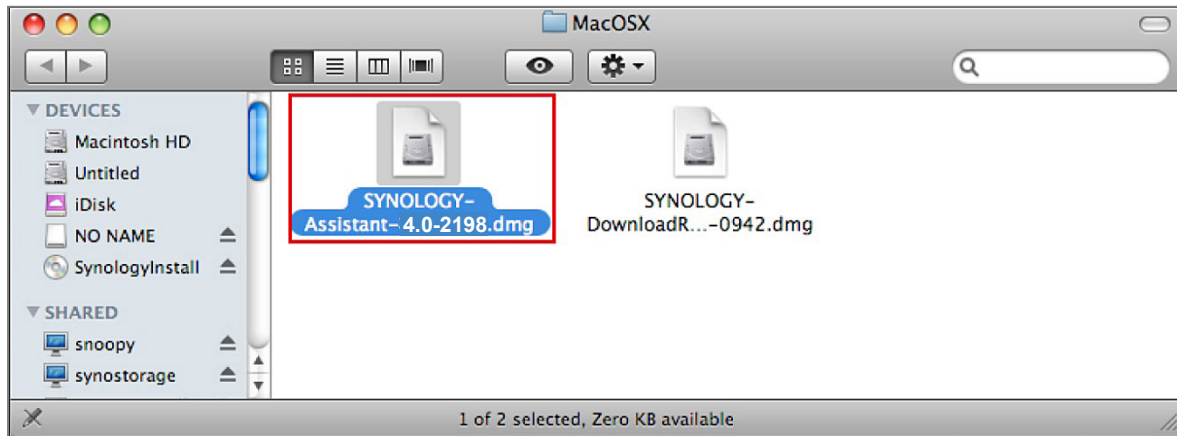 MacOSX
DEVICES
Macintosh HD
Untitled
iDisk
NO NAME
SynologyInstall
SHARED
snoopy
synostorage
SYNOLOGY-
Assistant-4.0-2198.dmg
SYNOLOGY-
DownloadR...-0942.dmg
1 of 2 selected, Zero KB available